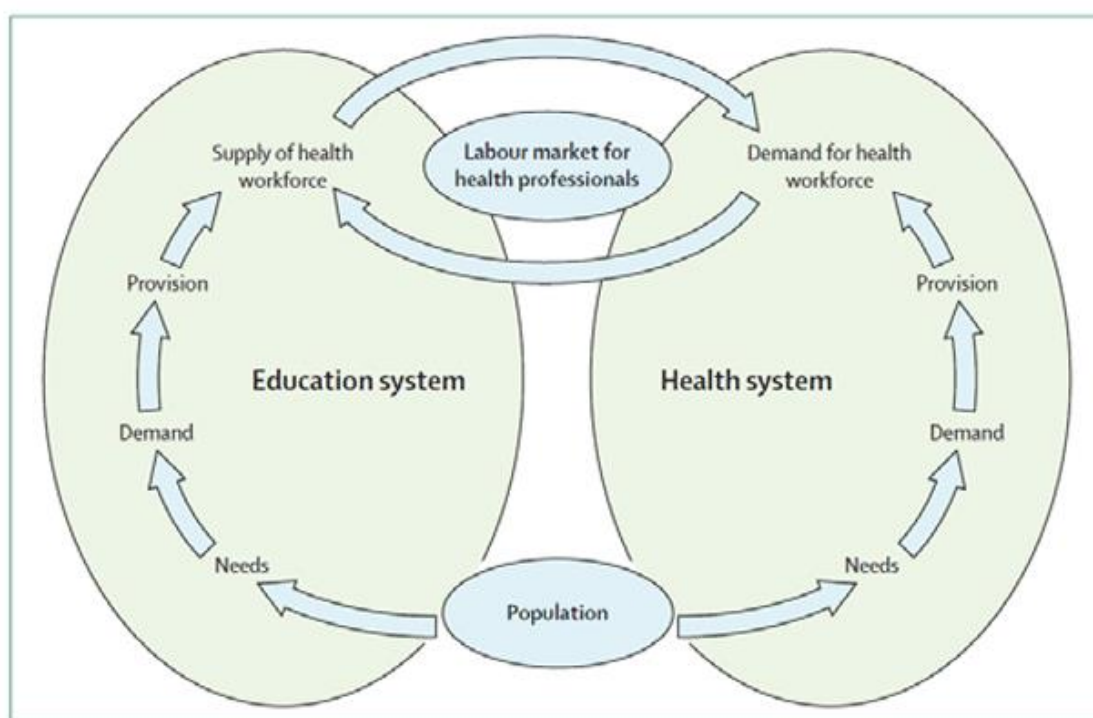 Supply of health
workforce
Labour market for
health professionals
Demand for health
workforce
Provision
Provision
Education system
Health system
Demand
Demand
Needs
Needs
Population